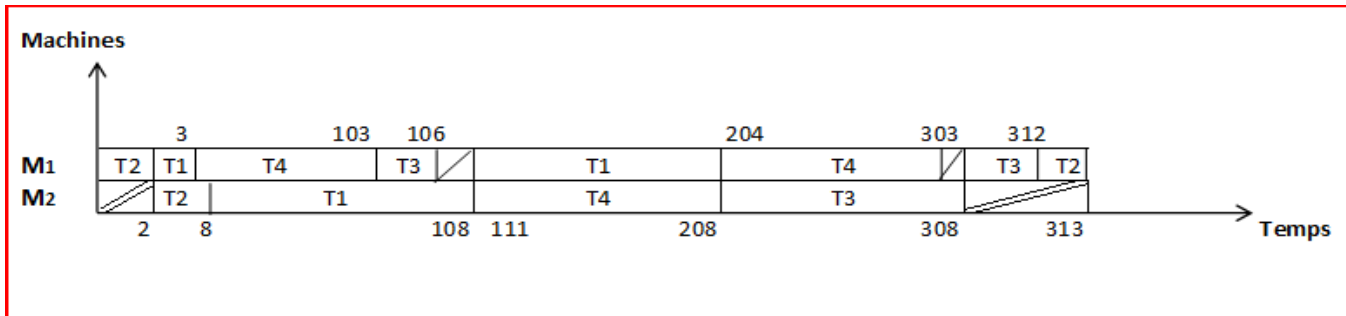 Machines
3 103 106 204 303 312
M1 T2 T1 T4 T3 T1 T4 T3 T2
M2 T2 T1 T4 T3
2 8 108 111 208 308 313 Temps